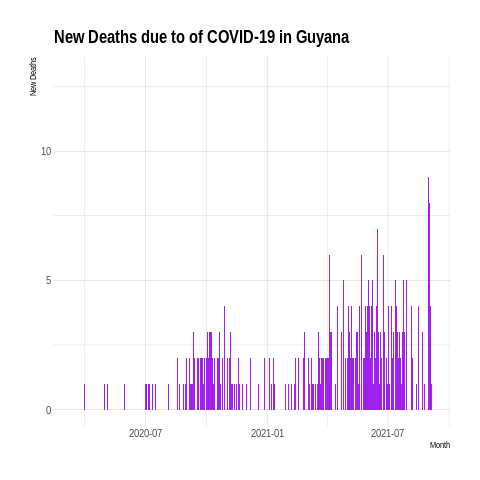 New Deaths due to of COVID-19 in Guyana
New Deaths
10
5
0
2020-07
2021-01
2021-07
Month